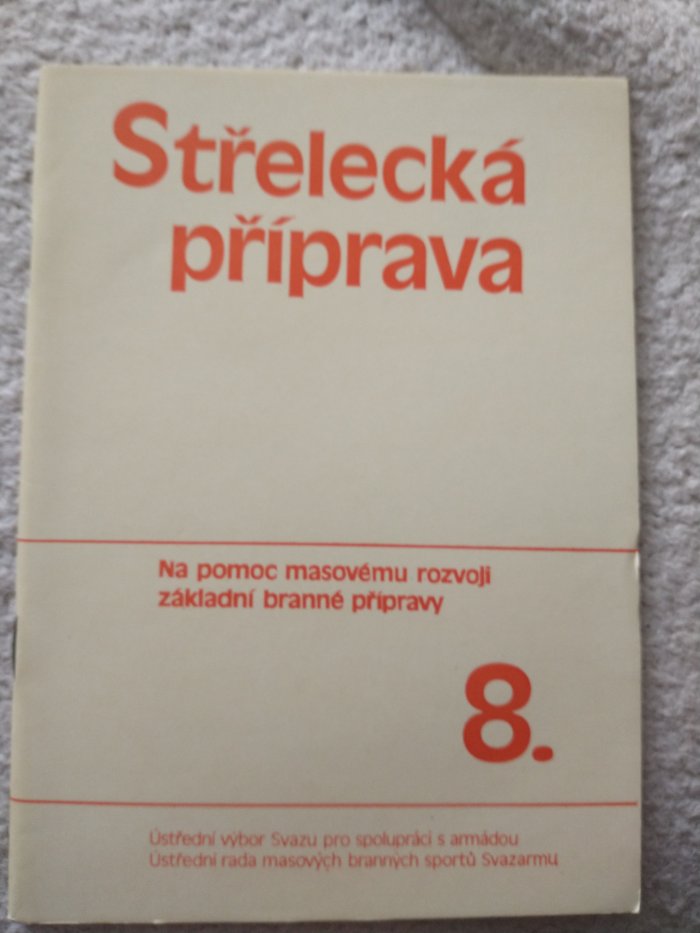 Střelecká
příprava
Na pomoc masovému rozvoji
základní branné přípravy
8.
Ústřední výbor Svazu pro spolupráci s armádou
Ústřední rada masových branných sportů Svazarmu